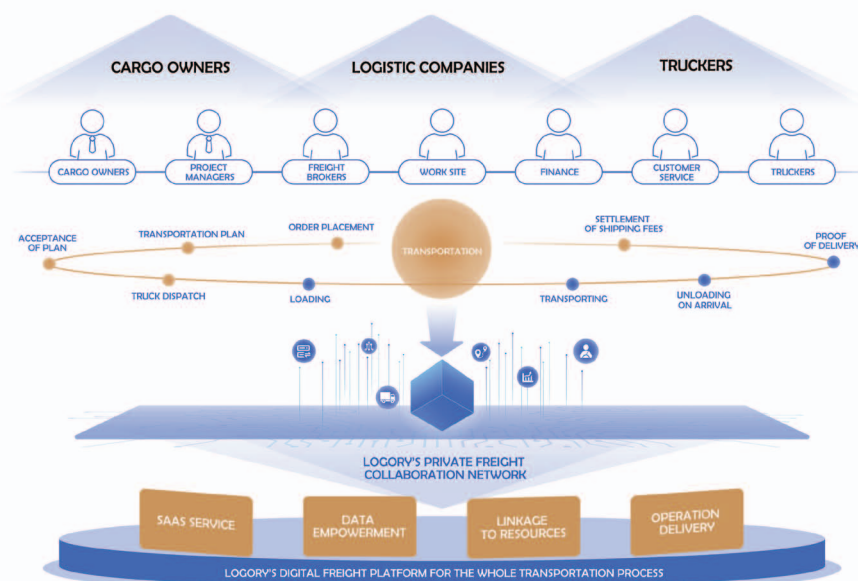 CARGO OWNERS
LOGISTIC COMPANIES
TRUCKERS
CARGO OWNERS
PROJECT
MANAGERS
FREIGHT
BROKERS
WORK SITE
FINANCE
CUSTOMER
SERVICE
TRUCKERS
ACCEPTANCE
OF PLAN
TRANSPORTATION PLAN
ORDER PLACEMENT
TRANSPORTATION
SETTLEMENT
OF SHIPPING FEES
PROOF
OF DELIVERY
TRUCK DISPATCH
LOADING
TRANSPORTING
UNLOADING
ON ARRIVAL
LOGORY'S PRIVATE FREIGHT
COLLABORATION NETWORK
SAAS SERVICE
DATA
EMPOWERMENT
LINKAGE
TO RESOURCES
OPERATION
DELIVERY
LOGORY'S DIGITAL FREIGHT PLATFORM FOR THE WHOLE TRANSPORTATION PROCESS